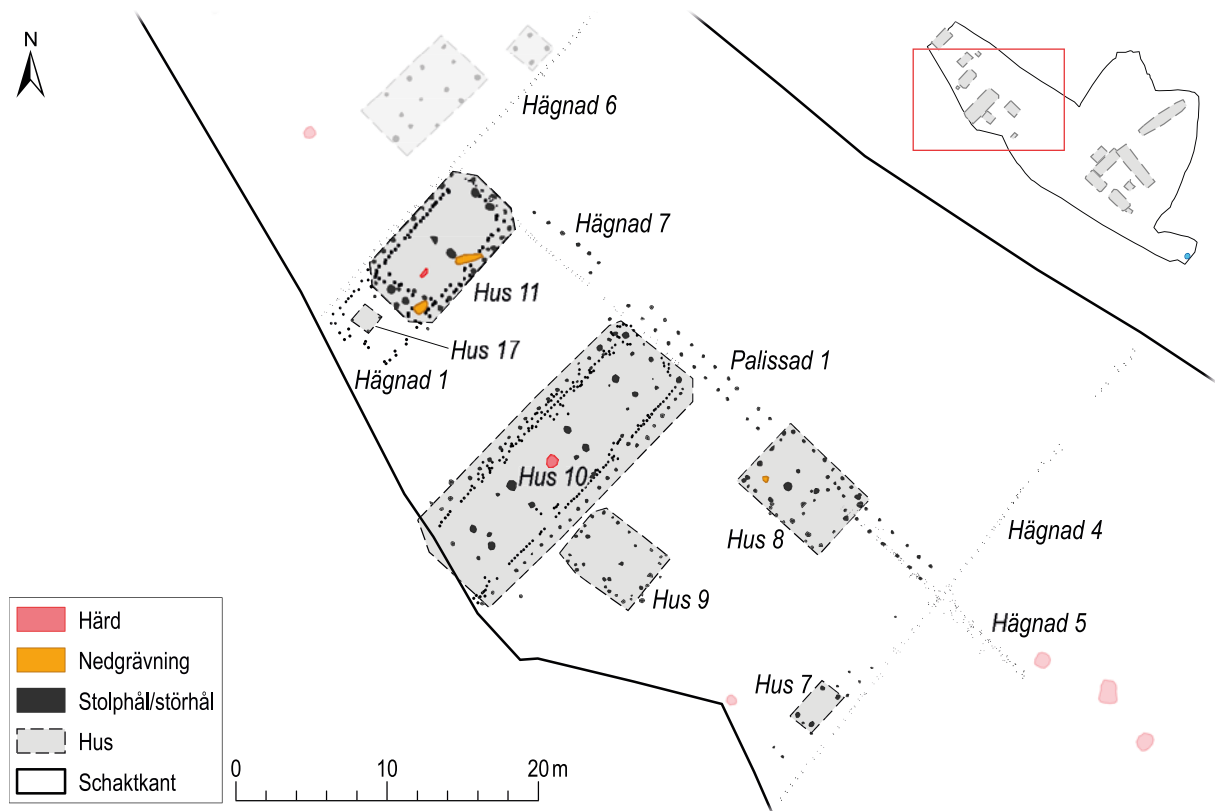 N
Hägnad 6
Hägnad 7
Hus 11
Hus 17
Hägnad 1
Palissad 1
Hus 10
Hus 8
Hägnad 4
Hus 9
Hägnad 5
Hus 7
Härd
Nedgrävning
Stolphål/störhål
Hus
Schaktkant
0 10 20 m